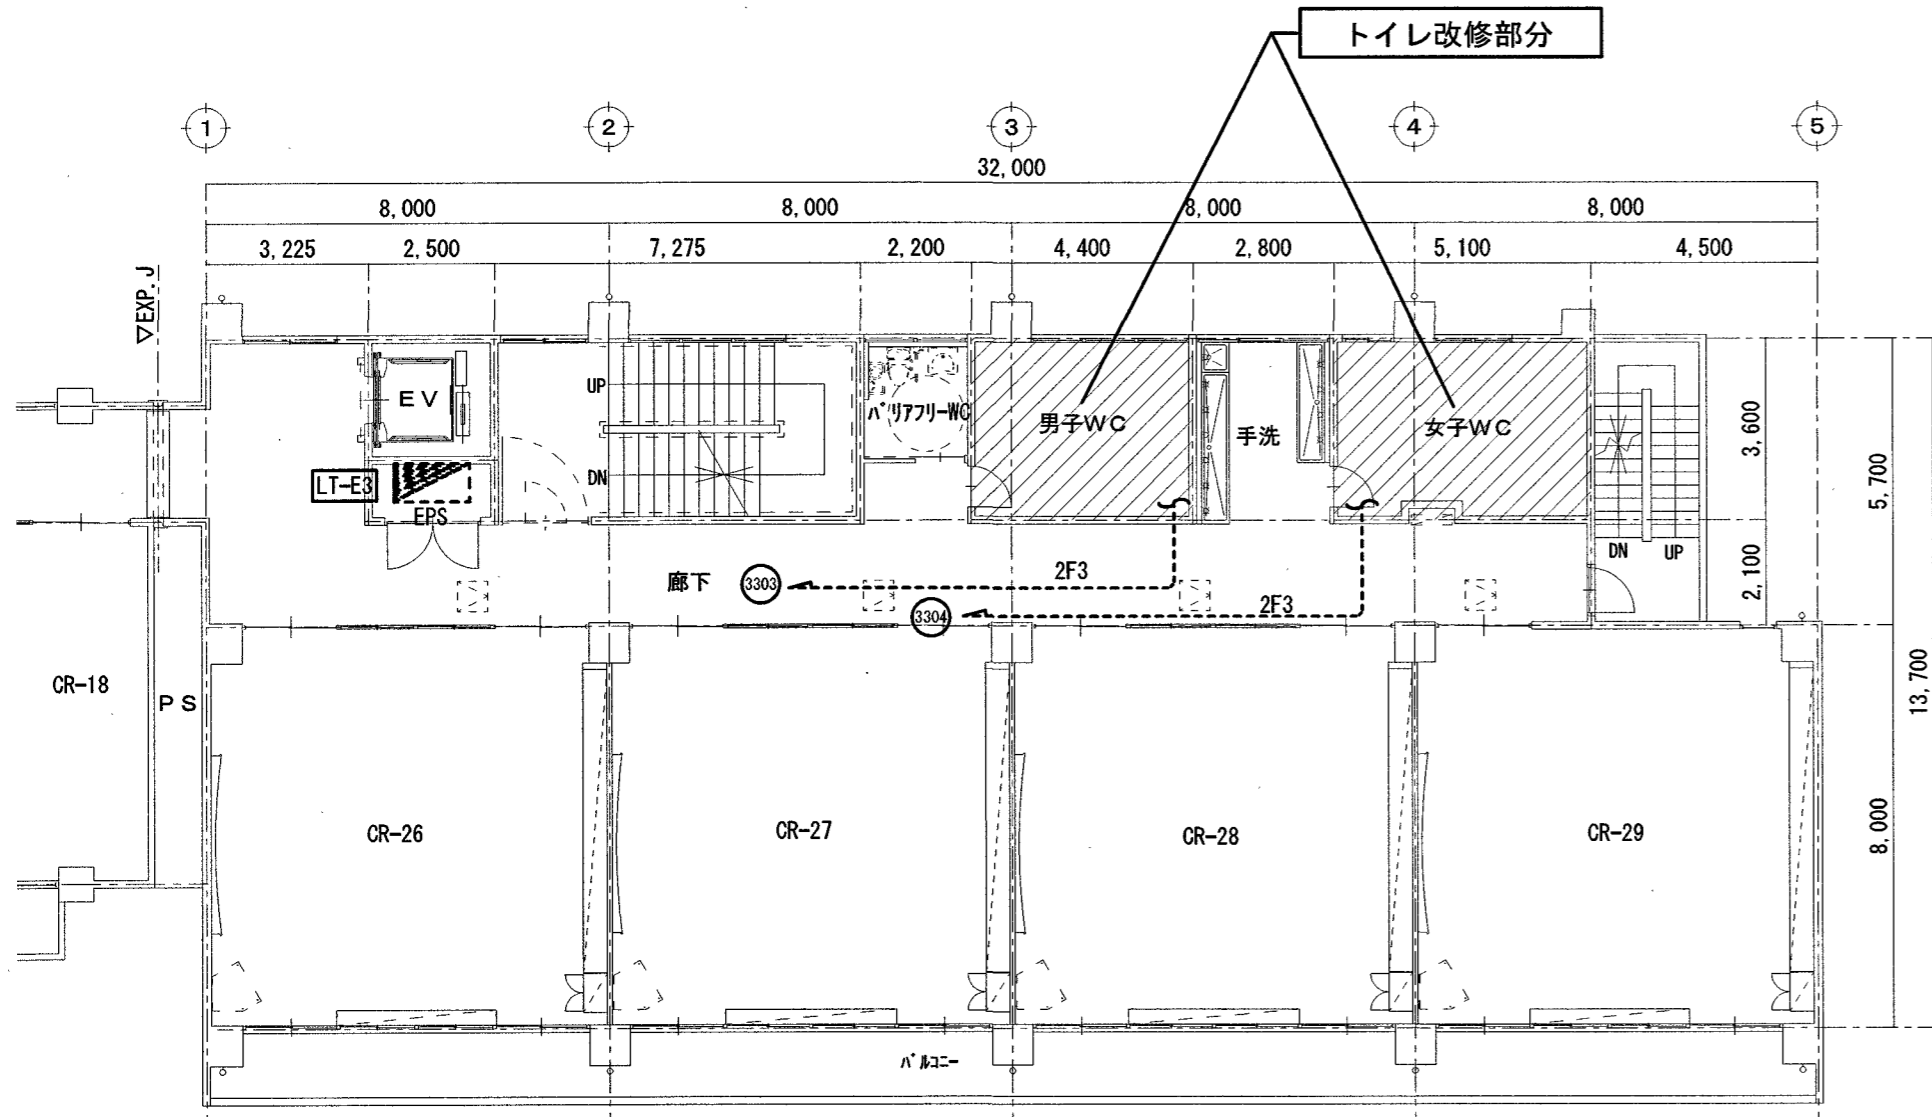 トイレ改修部分
1
2
3
4
5
32,000
8,000
8,000
8,000
8,000
3,225
2,500
7,275
2,200
4,400
2,800
5,100
4,500
▽EXP.J
EV
UP
DN
バリアフリーWC
男子WC
手洗
女子WC
3,600
5,700
LT-E3
EPS
DN
UP
2,100
廊下
3303
2F3
3304
2F3
CR-18
PS
13,700
CR-26
CR-27
CR-28
CR-29
8,000
バルコニー